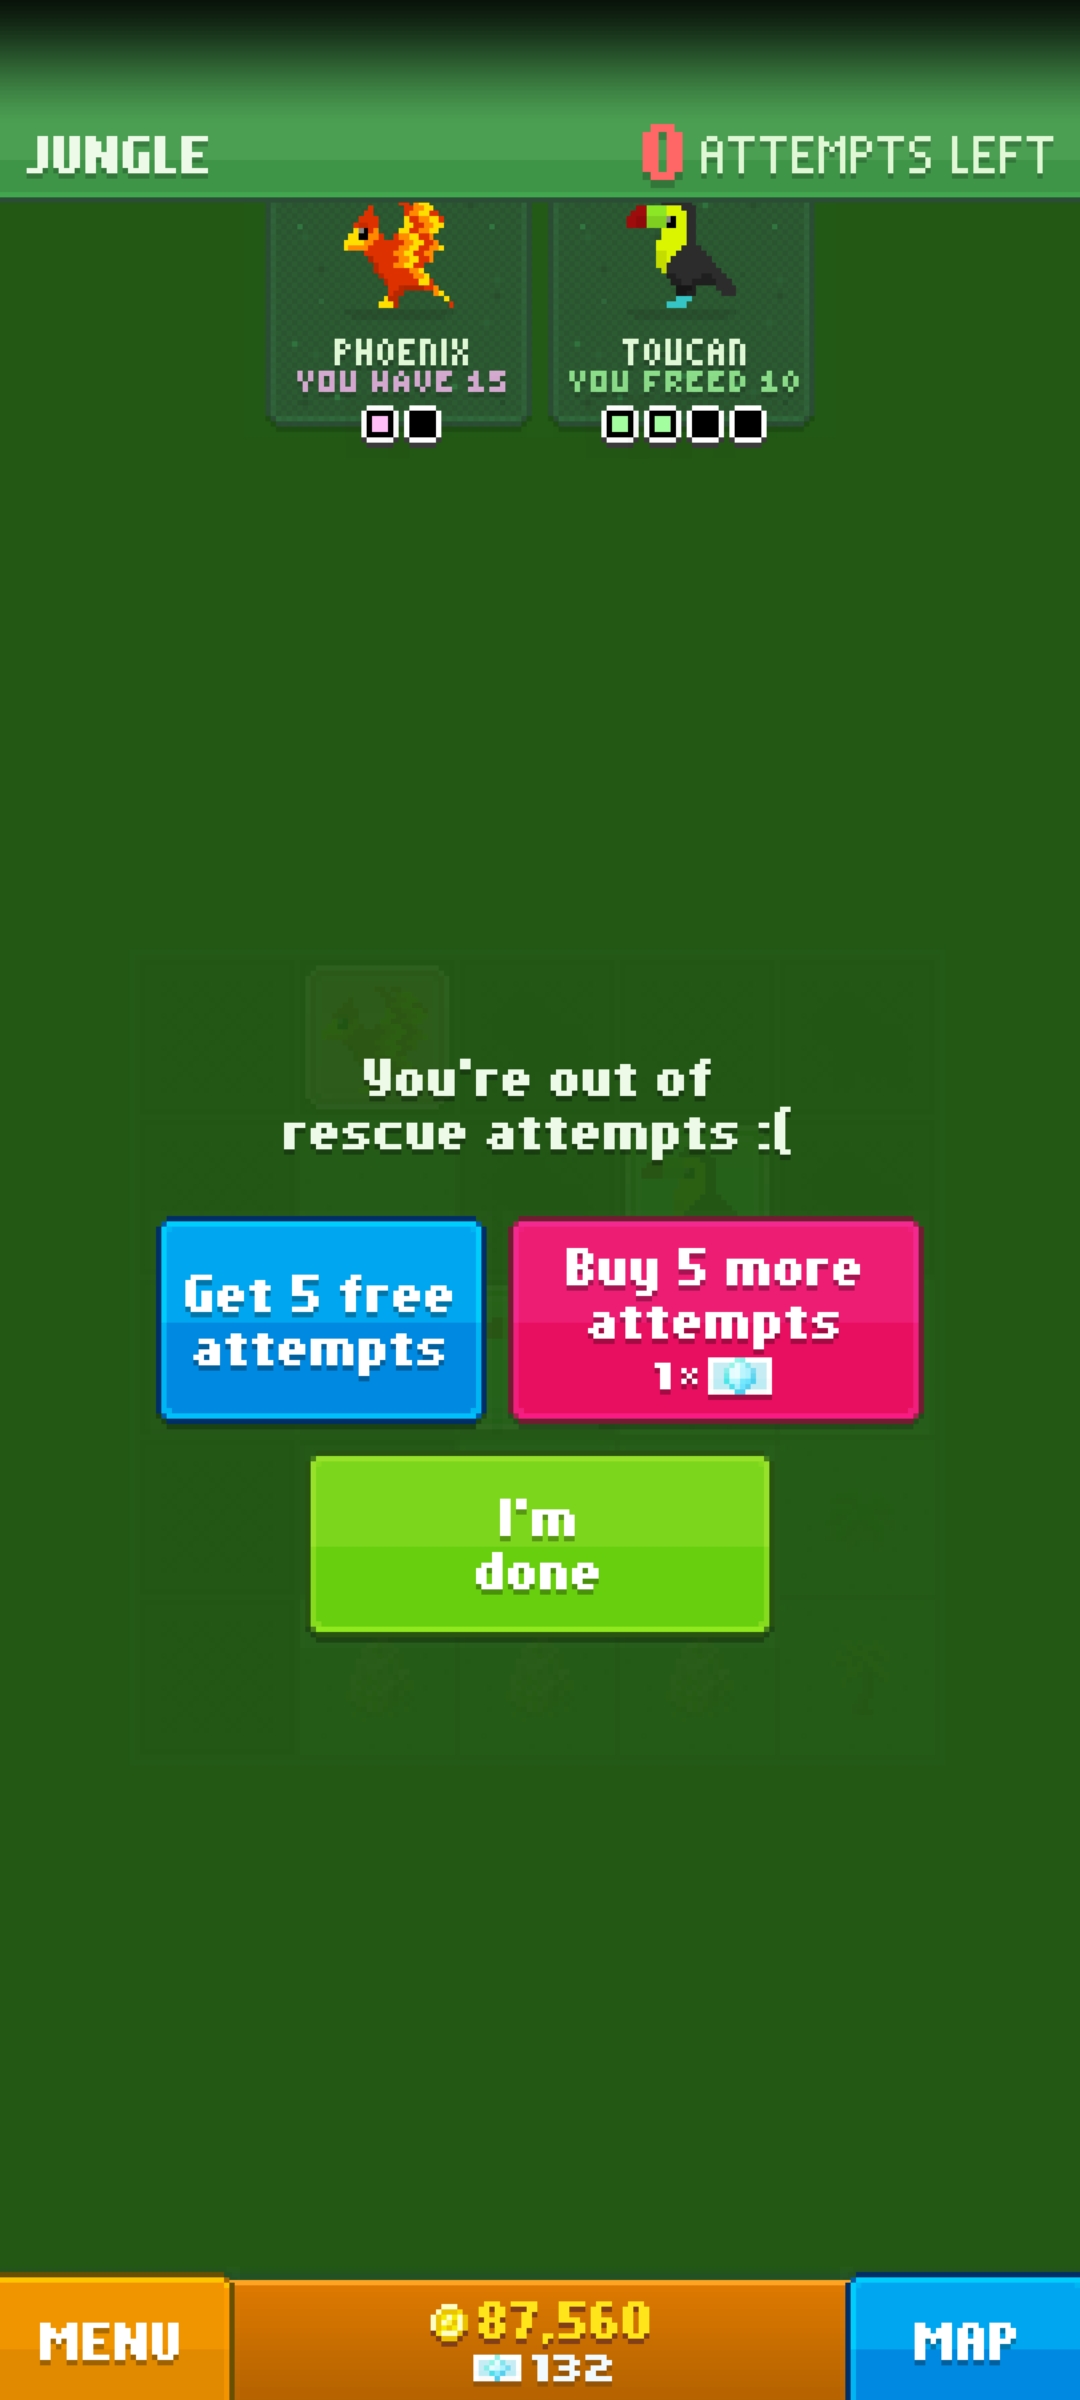 JUNGLE
0 ATTEMPTS LEFT
PHOENIX
YOU HAVE 15
TOUCAN
YOU FREED 10
You're out of
rescue attempts :(
Get 5 free
attempts
Buy 5 more
attempts
1×
I'm
done
MENU
87,560
132
MAP